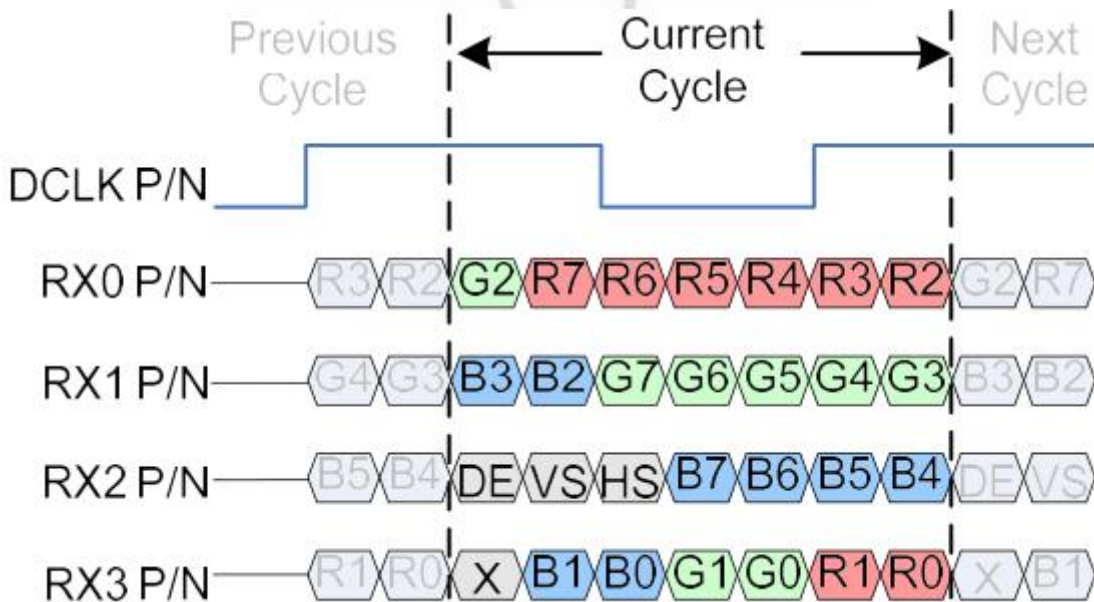 Previous Cycle Current Cycle Next Cycle
DCLK P/N
RX0 P/N R3 R2 G2 R7 R6 R5 R4 R3 R2 G2 R7
RX1 P/N G4 G3 B3 B2 G7 G6 G5 G4 G3 B3 B2
RX2 P/N B5 B4 DE VS HS B7 B6 B5 B4 DE VS
RX3 P/N R1 R0 X B1 B0 G1 G0 R1 R0 X B1